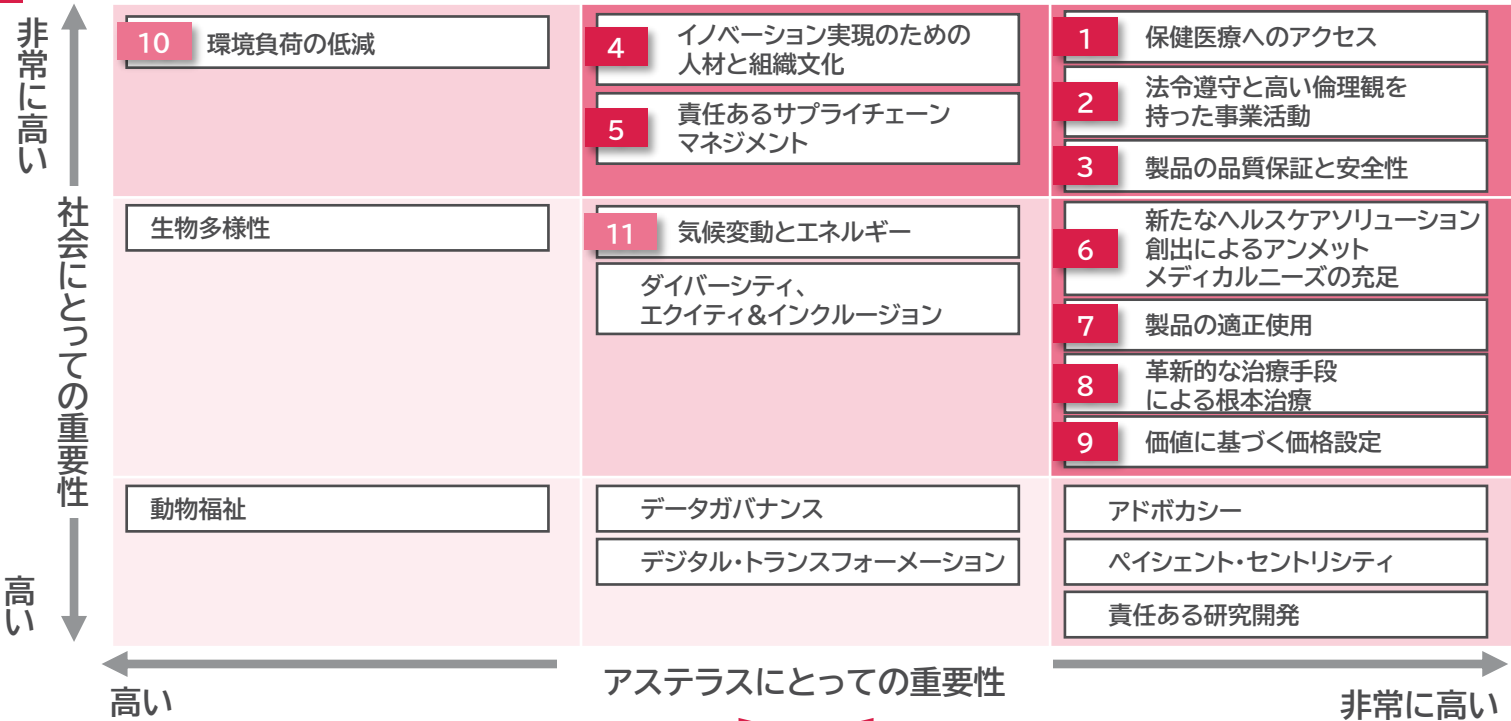 非常に高い
社会にとっての重要性
高い
10 環境負荷の低減
4 イノベーション実現のための
人材と組織文化
5 責任あるサプライチェーン
マネジメント
1 保健医療へのアクセス
2 法令遵守と高い倫理観を
持った事業活動
3 製品の品質保証と安全性
生物多様性
11 気候変動とエネルギー
ダイバーシティ、
エクイティ&インクルージョン
6 新たなヘルスケアソリューション
創出によるアンメット
メディカルニーズの充足
7 製品の適正使用
8 革新的な治療手段
による根本治療
9 価値に基づく価格設定
動物福祉
データガバナンス
デジタル・トランスフォーメーション
アドボカシー
ペイシェント・セントリシティ
責任ある研究開発
高い
アステラスにとっての重要性
非常に高い